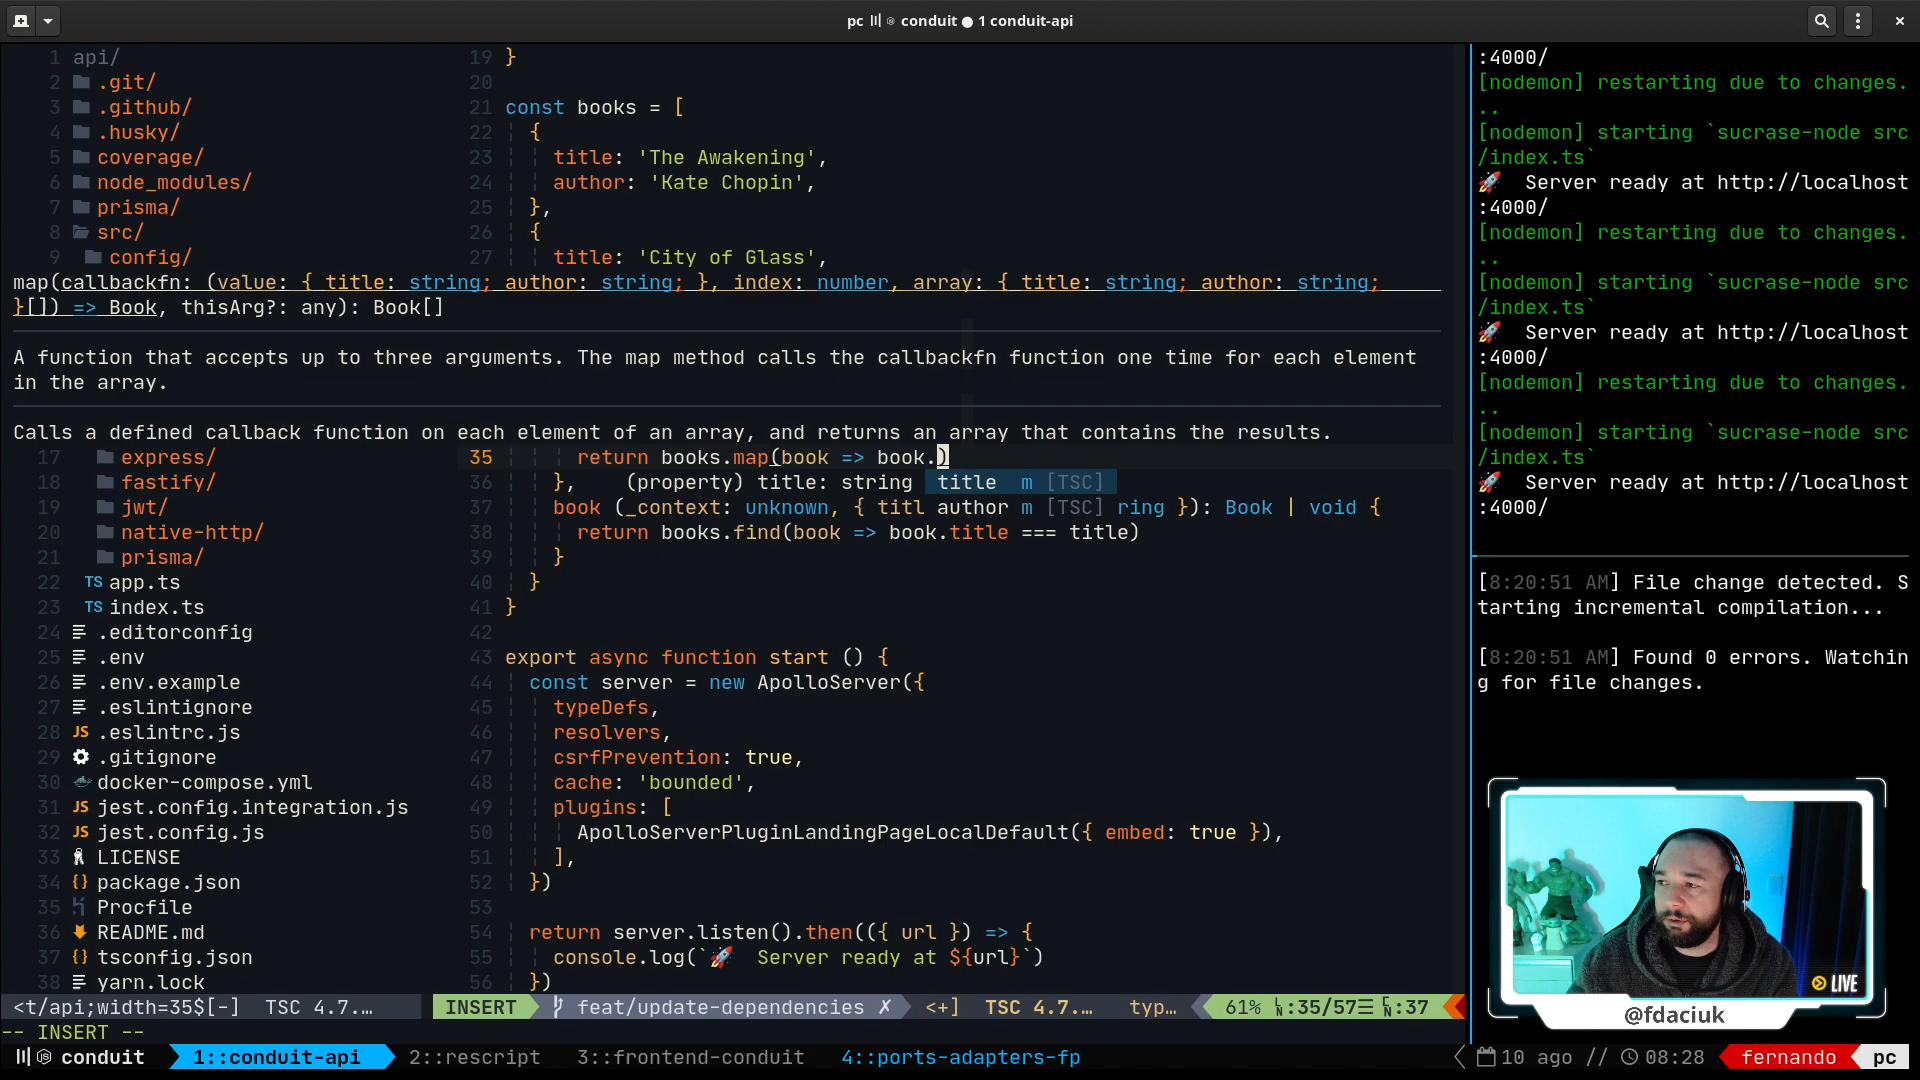 pc conduit ● 1 conduit-api
1 api/
2 .git/
3 .github/
4 .husky/
5 coverage/
6 node_modules/
7 prisma/
8 src/
9 config/
19 }
20
21 const books = [
22 {
23 title: 'The Awakening',
24 author: 'Kate Chopin',
25 },
26 {
27 title: 'City of Glass',
map(callbackfn: (value: { title: string; author: string; }, index: number, array: { title: string; author: string;
}[]) => Book, thisArg?: any): Book[]
A function that accepts up to three arguments. The map method calls the callbackfn function one time for each element
in the array.
Calls a defined callback function on each element of an array, and returns an array that contains the results.
17 express/
18 fastify/
19 jwt/
20 native-http/
21 prisma/
22 TS app.ts
23 TS index.ts
24 .editorconfig
25 .env
26 .env.example
27 .eslintignore
28 JS .eslintrc.js
29 .gitignore
30 docker-compose.yml
31 JS jest.config.integration.js
32 JS jest.config.js
33 LICENSE
34 {} package.json
35 Procfile
36 README.md
37 {} tsconfig.json
38 yarn.lock
35 return books.map(book => book.)
36 }, (property) title: string title m [TSC]
37 book (_context: unknown, { titl author m [TSC] ring }): Book | void {
38 return books.find(book => book.title === title)
39 }
40 }
41 }
42
43 export async function start () {
44 const server = new ApolloServer({
45 typeDefs,
46 resolvers,
47 csrfPrevention: true,
48 cache: 'bounded',
49 plugins: [
50 ApolloServerPluginLandingPageLocalDefault({ embed: true }),
51 ],
52 })
53
54 return server.listen().then(({ url }) => {
55 console.log(`🚀 Server ready at ${url}`)
56 })
<t/api;width=35$[-] TSC 4.7…
INSERT feat/update-dependencies ✗ <+] TSC 4.7.… typ… 61% LN:35/57☰ CN:37
-- INSERT --
conduit 1::conduit-api 2::rescript 3::frontend-conduit 4::ports-adapters-fp
10 ago // 08:28 fernando pc
:4000/
[nodemon] restarting due to changes.
..
[nodemon] starting `sucrase-node src
/index.ts`
🚀 Server ready at http://localhost
:4000/
[nodemon] restarting due to changes.
..
[nodemon] starting `sucrase-node src
/index.ts`
🚀 Server ready at http://localhost
:4000/
[nodemon] restarting due to changes.
..
[nodemon] starting `sucrase-node src
/index.ts`
🚀 Server ready at http://localhost
:4000/
[8:20:51 AM] File change detected. S
tarting incremental compilation...
[8:20:51 AM] Found 0 errors. Watchin
g for file changes.
LIVE
@fdaciuk